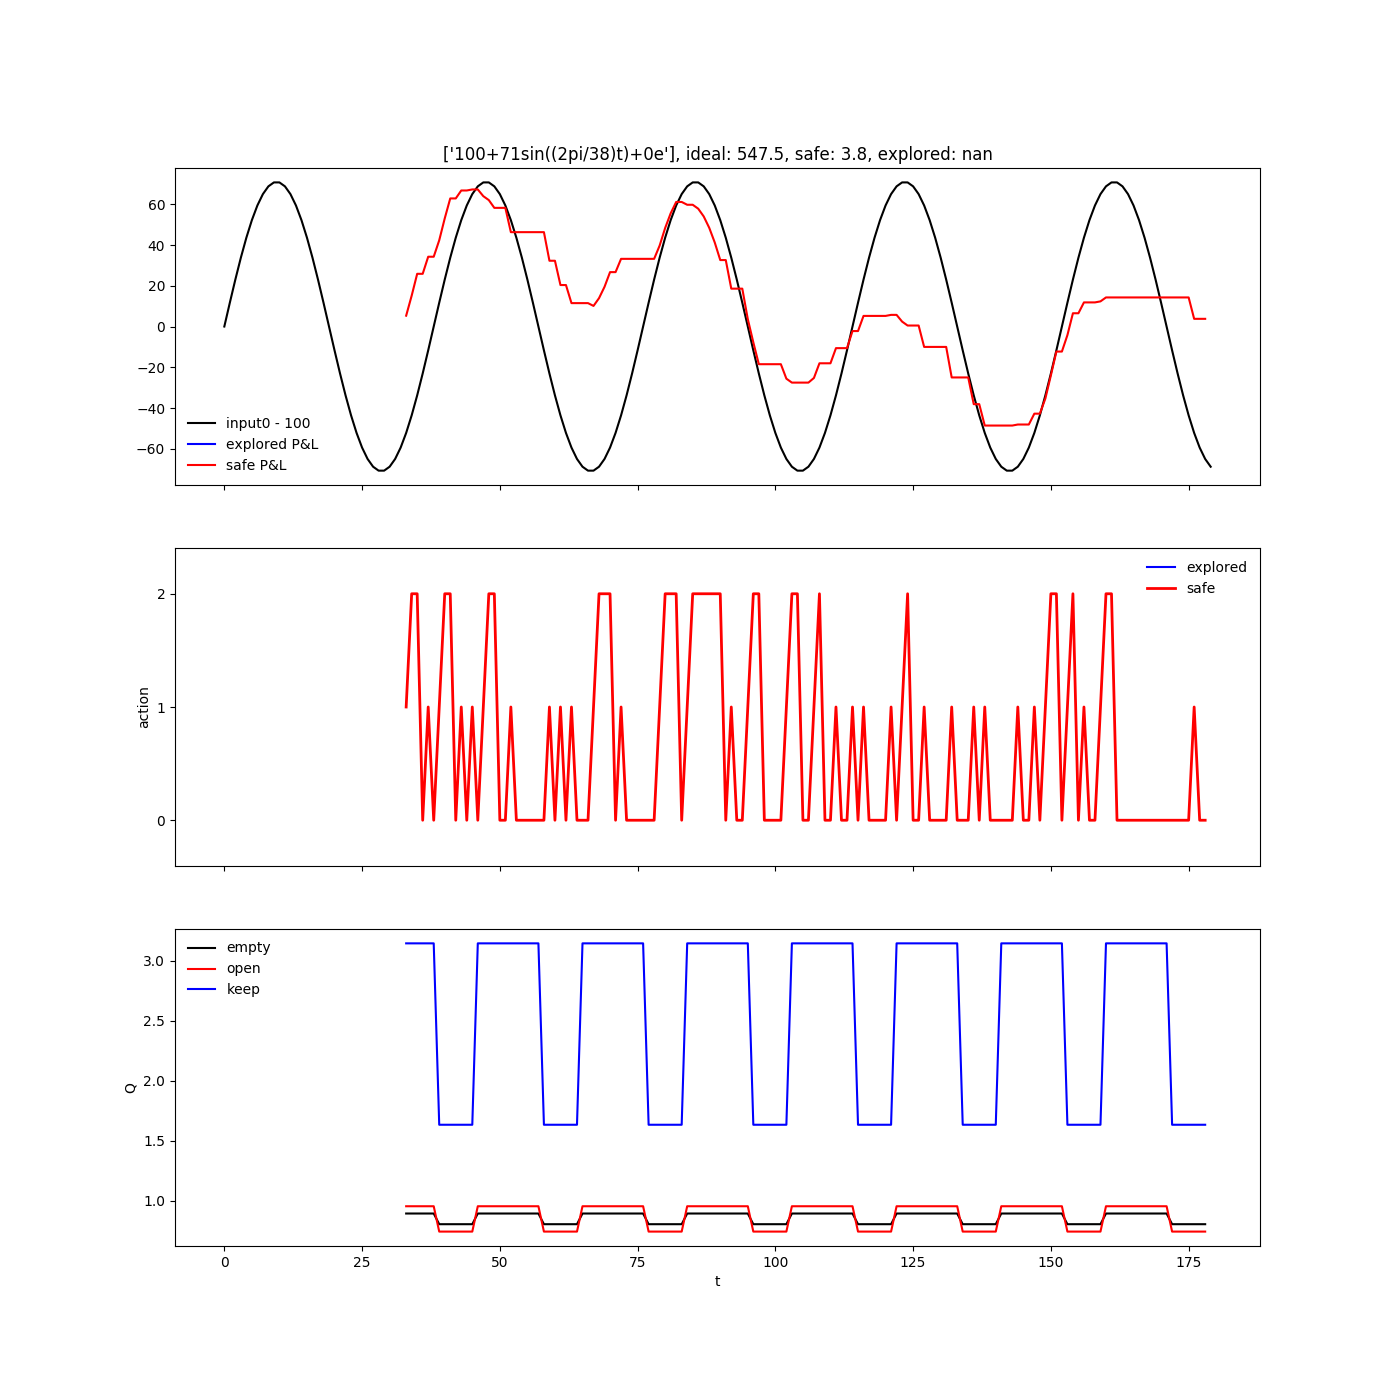 ['100+71sin((2pi/38)t)+0e'], ideal: 547.5, safe: 3.8, explored: nan
60
40
20
0
−20
−40
−60
input0 - 100
explored P&L
safe P&L
action
2
1
0
explored
safe
Q
3.0
2.5
2.0
1.5
1.0
empty
open
keep
0 25 50 75 100 125 150 175
t